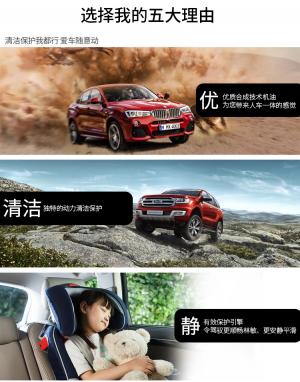 选择我的五大理由
清洁保护我都行 爱车随意动
优 优质合成技术机油
为您带来人车一体的感觉
清洁 独特的动力清洁保护
静 有效保护引擎
令驾驭更顺畅林敏、更安静平滑